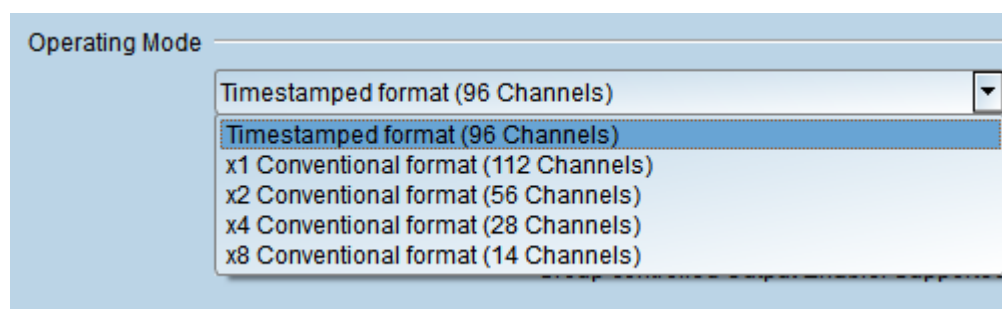 Operating Mode
Timestamped format (96 Channels)
Timestamped format (96 Channels)
x1 Conventional format (112 Channels)
x2 Conventional format (56 Channels)
x4 Conventional format (28 Channels)
x8 Conventional format (14 Channels)